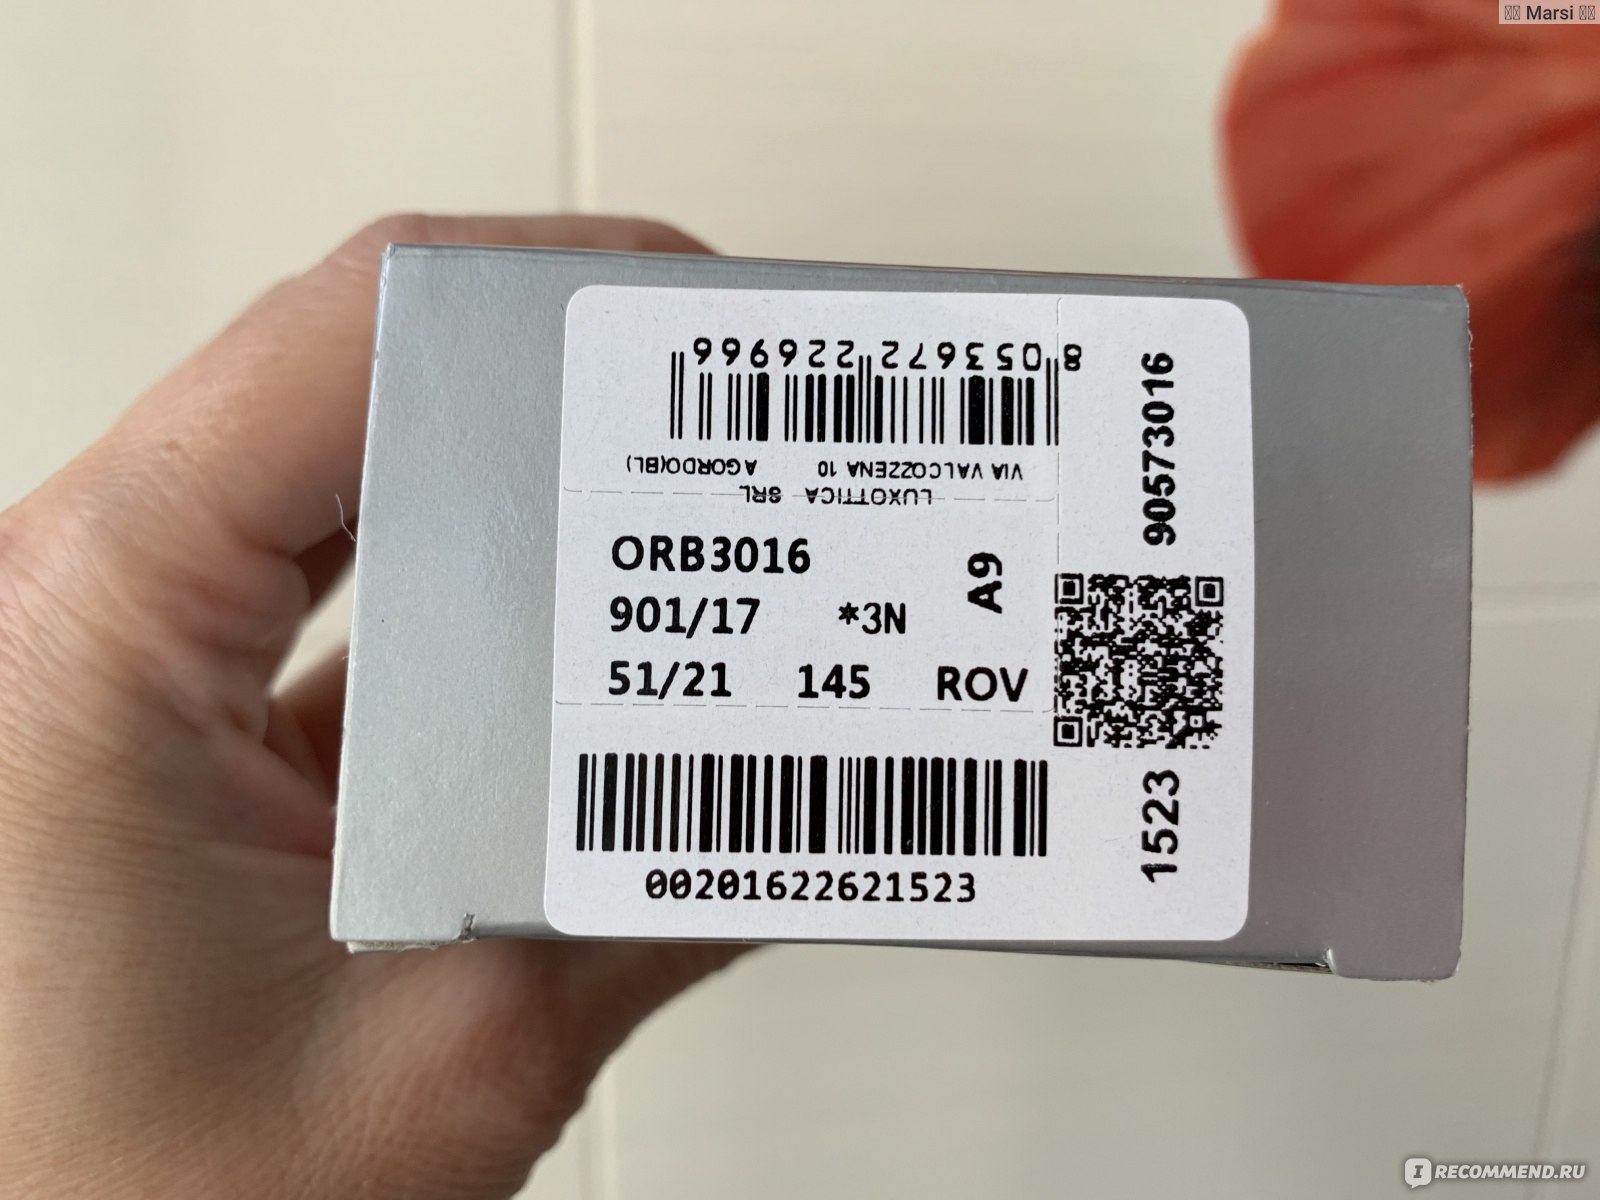 Marsi
8 053672 226966
VIA VALCOZZENA 10 AGORDO(BL)
LUXOTTICA SRL
ORB3016
901/17 *3N
51/21 145 ROV
A9
00201622621523
90573016
1523
IRECOMMEND.RU